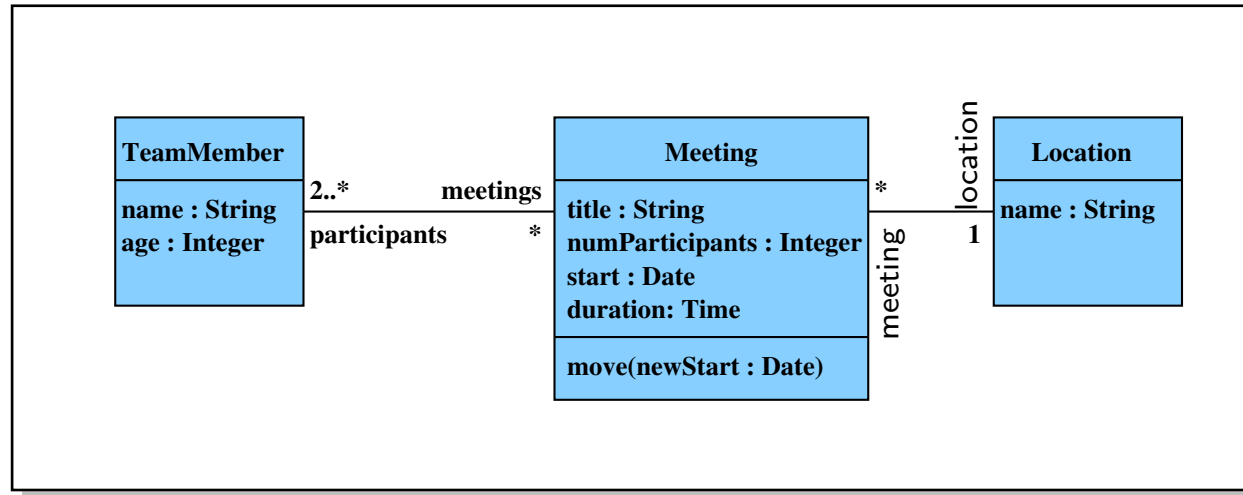 TeamMember
name : String
age : Integer
2..*
participants
meetings
*
Meeting
title : String
numParticipants : Integer
start : Date
duration: Time
move(newStart : Date)
*
meeting
location
1
Location
name : String